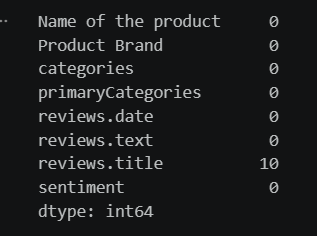 Name of the product 0
Product Brand 0
categories 0
primaryCategories 0
reviews.date 0
reviews.text 0
reviews.title 10
sentiment 0
dtype: int64